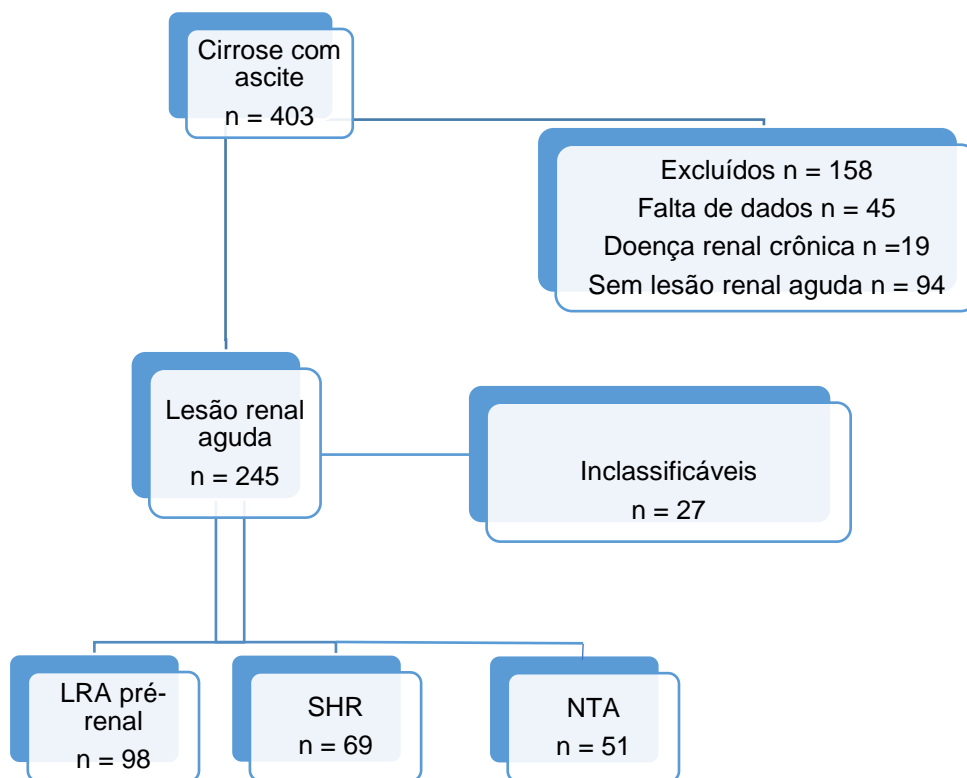 Cirrose com
ascite
n = 403
Excluídos n = 158
Falta de dados n = 45
Doença renal crônica n =19
Sem lesão renal aguda n = 94
Lesão renal
aguda
n = 245
Inclassificáveis
n = 27
LRA pré-
renal
n = 98
SHR
n = 69
NTA
n = 51